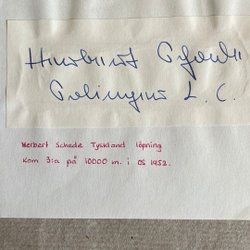 Herbert Schade
Solingen L. C.
Herbert Schade Tyskland löpning
kom 3:a på 10000 m. i OS 1952.